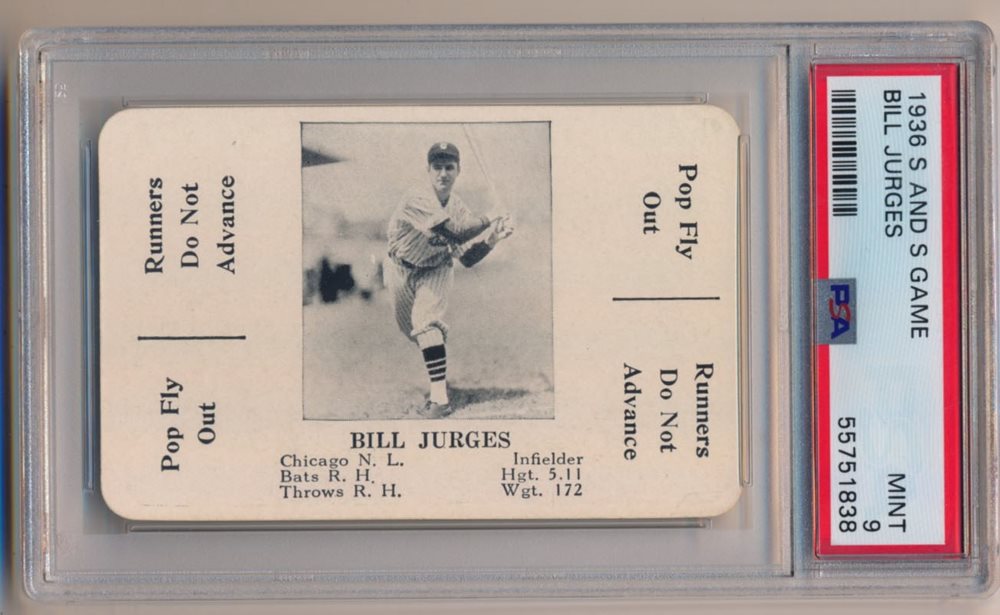 Runners
Do Not
Advance
Pop Fly
Out
BILL JURGES
Chicago N. L. Infielder
Bats R. H. Hgt. 5.11
Throws R. H. Wgt. 172
Pop Fly
Out
Runners
Do Not
Advance
1936 S AND S GAME
BILL JURGES
PSA
MINT
9
55751838